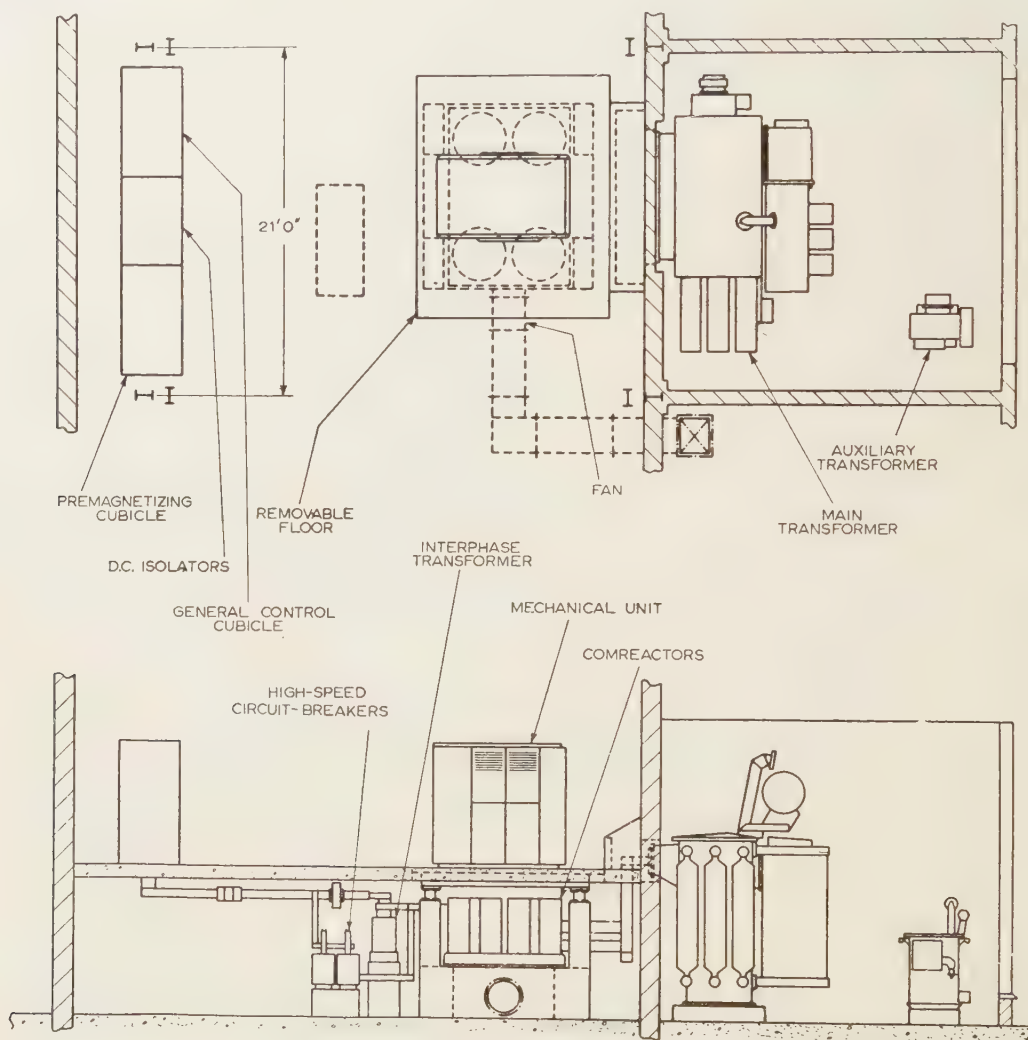 21'0"
PREMAGNETIZING
CUBICLE
REMOVABLE
FLOOR
FAN
AUXILIARY
TRANSFORMER
MAIN
TRANSFORMER
D.C. ISOLATORS
GENERAL CONTROL
CUBICLE
INTERPHASE
TRANSFORMER
MECHANICAL UNIT
COMREACTORS
HIGH-SPEED
CIRCUIT-BREAKERS